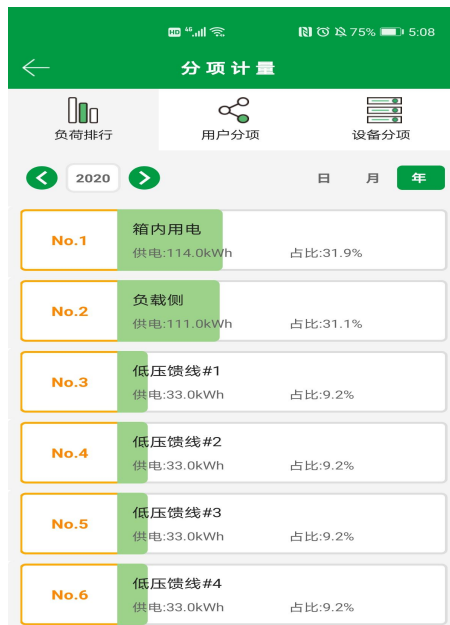 HD 4G 75% 5:08
分项计量
负荷排行 用户分项 设备分项
2020 日 月 年
No.1 箱内用电
供电:114.0kWh 占比:31.9%
No.2 负载侧
供电:111.0kWh 占比:31.1%
No.3 低压馈线#1
供电:33.0kWh 占比:9.2%
No.4 低压馈线#2
供电:33.0kWh 占比:9.2%
No.5 低压馈线#3
供电:33.0kWh 占比:9.2%
No.6 低压馈线#4
供电:33.0kWh 占比:9.2%